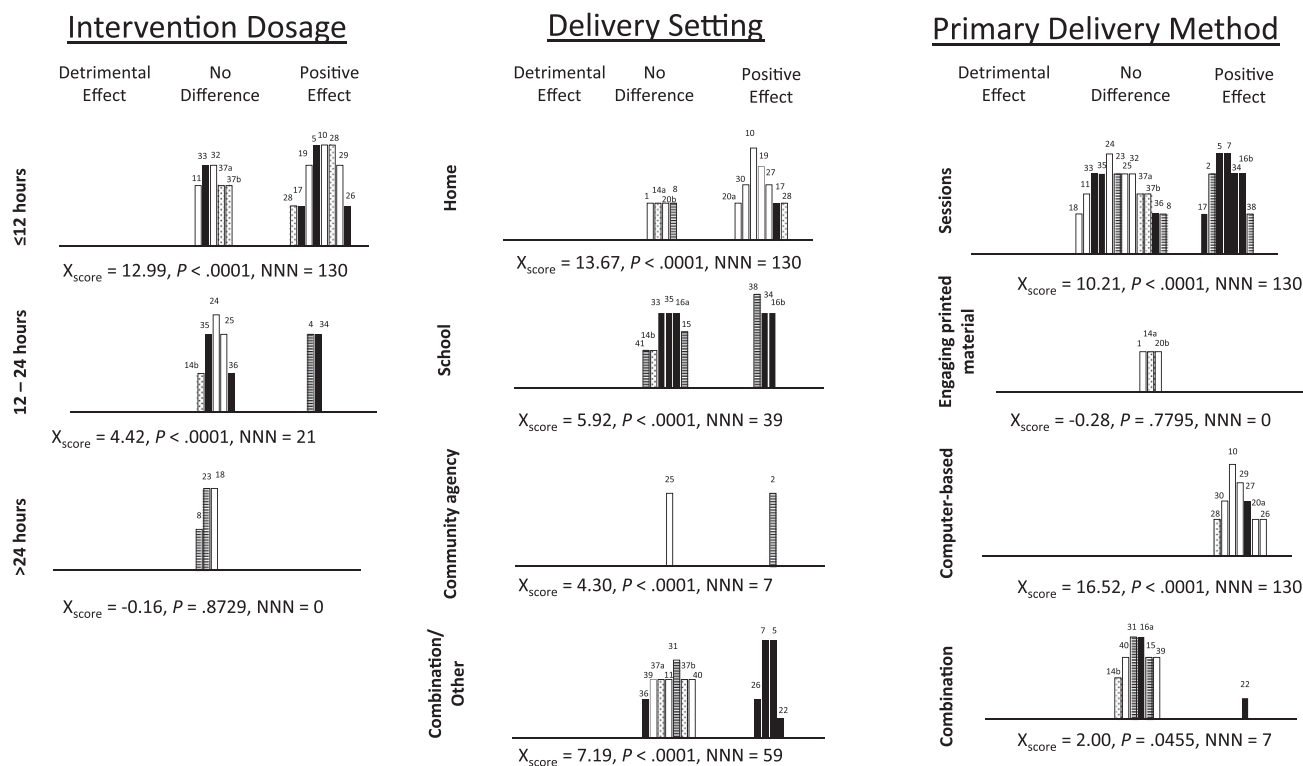 Intervention Dosage
Detrimental Effect
No Difference
Positive Effect
≤12 hours
11 33 32 37a 37b
28 17 19 5 10 28 29 26
Xscore = 12.99, P < .0001, NNN = 130
12 – 24 hours
14b 35 24 25 36
4 34
Xscore = 4.42, P < .0001, NNN = 21
>24 hours
8 23 18
Xscore = -0.16, P = .8729, NNN = 0
Delivery Setting
Detrimental Effect
No Difference
Positive Effect
Home
1 14a 20b 8
20a 30 10 19 27 17 28
Xscore = 13.67, P < .0001, NNN = 130
School
41 14b 33 35 16a 15
38 34 16b
Xscore = 5.92, P < .0001, NNN = 39
Community agency
25
2
Xscore = 4.30, P < .0001, NNN = 7
Combination/
Other
36 39 37a 11 31 37b 40
26 7 5 22
Xscore = 7.19, P < .0001, NNN = 59
Primary Delivery Method
Detrimental Effect
No Difference
Positive Effect
Sessions
18 11 33 35 24 23 25 32 37a 37b 36 8
17 2 5 7 34 16b 38
Xscore = 10.21, P < .0001, NNN = 130
Engaging printed
material
1 14a 20b
Xscore = -0.28, P = .7795, NNN = 0
Computer-based
28 30 10 29 27 20a 26
Xscore = 16.52, P < .0001, NNN = 130
Combination
14b 40 31 16a 15 39
22
Xscore = 2.00, P = .0455, NNN = 7